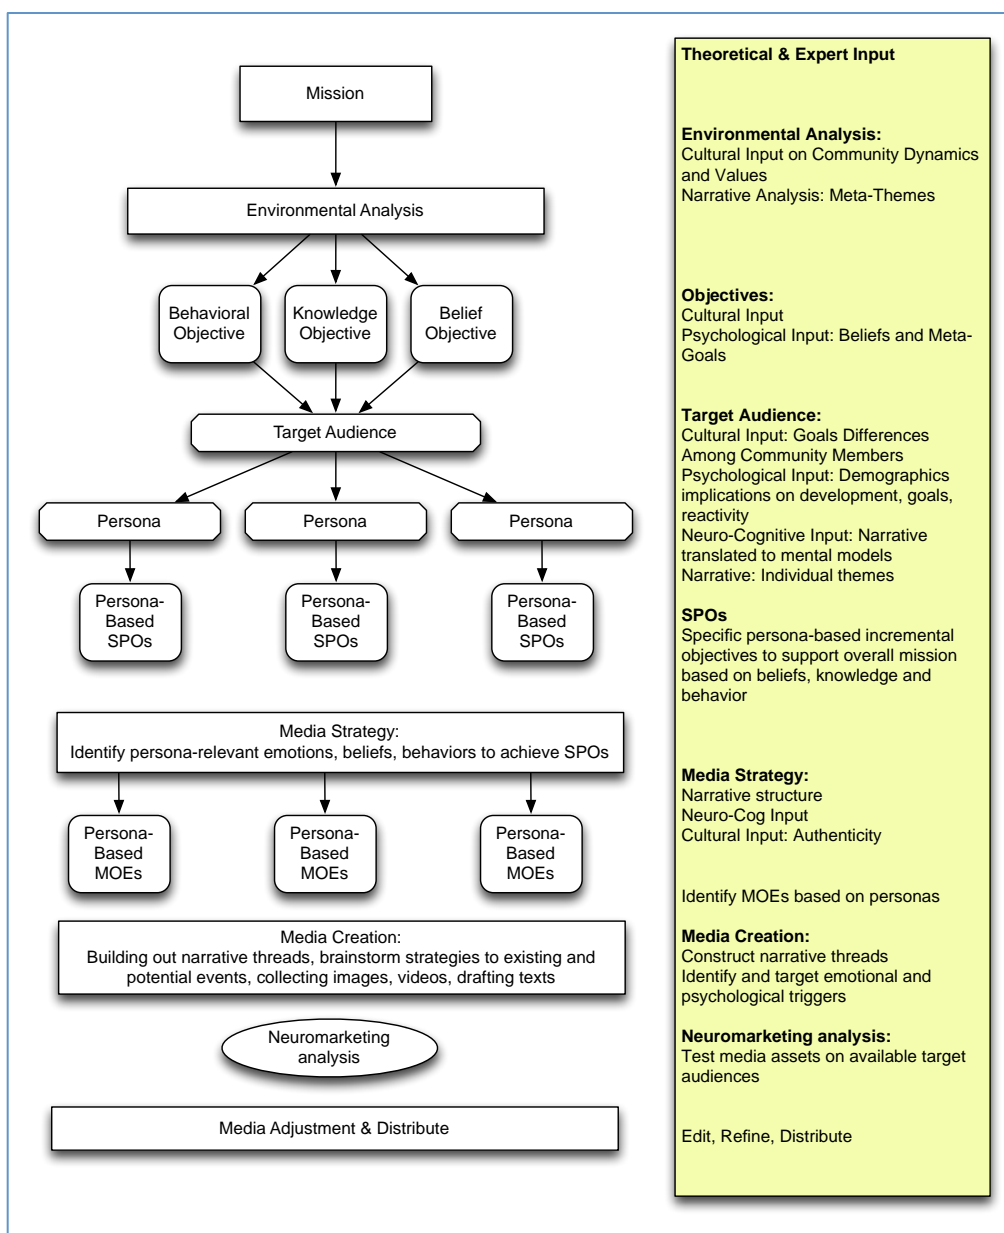 Mission
Environmental Analysis
Behavioral
Objective
Knowledge
Objective
Belief
Objective
Target Audience
Persona
Persona
Persona
Persona-
Based
SPOs
Persona-
Based
SPOs
Persona-
Based
SPOs
Media Strategy:
Identify persona-relevant emotions, beliefs, behaviors to achieve SPOs
Persona-
Based
MOEs
Persona-
Based
MOEs
Persona-
Based
MOEs
Media Creation:
Building out narrative threads, brainstorm strategies to existing and
potential events, collecting images, videos, drafting texts
Neuromarketing
analysis
Media Adjustment & Distribute
Theoretical & Expert Input
Environmental Analysis:
Cultural Input on Community Dynamics
and Values
Narrative Analysis: Meta-Themes
Objectives:
Cultural Input
Psychological Input: Beliefs and Meta-
Goals
Target Audience:
Cultural Input: Goals Differences
Among Community Members
Psychological Input: Demographics
implications on development, goals,
reactivity
Neuro-Cognitive Input: Narrative
translated to mental models
Narrative: Individual themes
SPOs
Specific persona-based incremental
objectives to support overall mission
based on beliefs, knowledge and
behavior
Media Strategy:
Narrative structure
Neuro-Cog Input
Cultural Input: Authenticity
Identify MOEs based on personas
Media Creation:
Construct narrative threads
Identify and target emotional and
psychological triggers
Neuromarketing analysis:
Test media assets on available target
audiences
Edit, Refine, Distribute